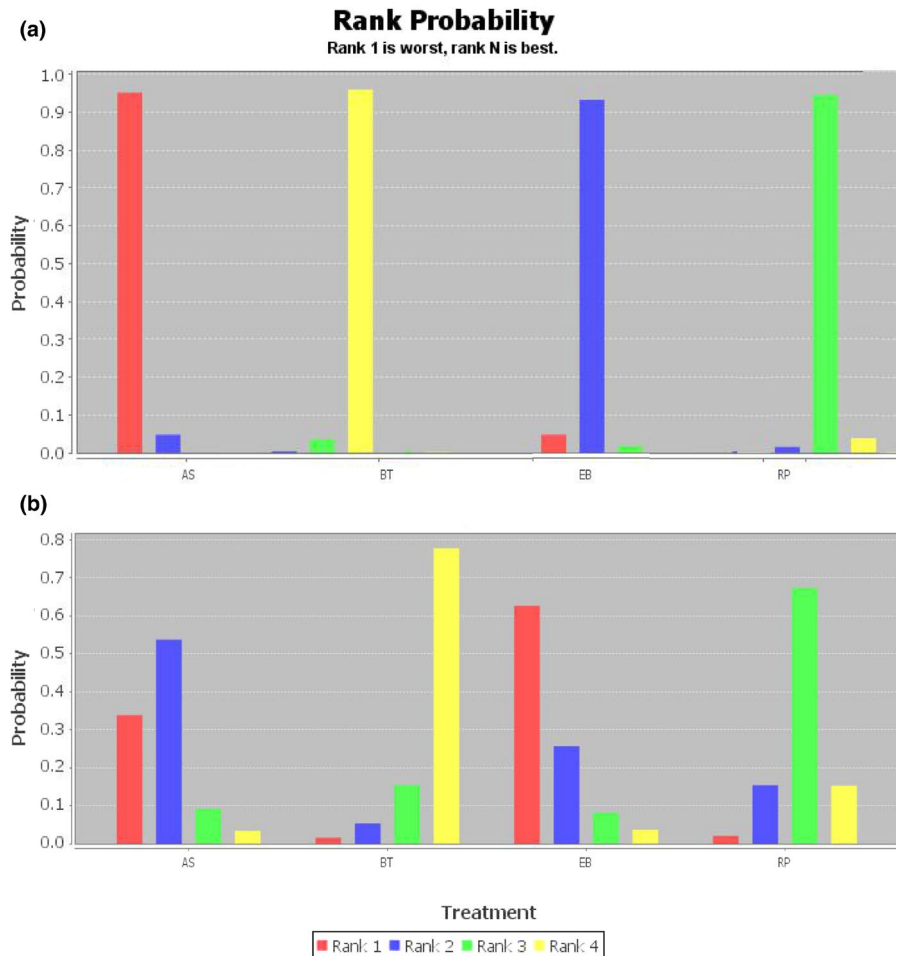 (a)
Rank Probability
Rank 1 is worst, rank N is best.
1.0
0.9
0.8
0.7
0.6
0.5
0.4
0.3
0.2
0.1
0.0
Probability
AS BT EB RP
(b)
0.8
0.7
0.6
0.5
0.4
0.3
0.2
0.1
0.0
Probability
AS BT EB RP
Treatment
Rank 1 Rank 2 Rank 3 Rank 4